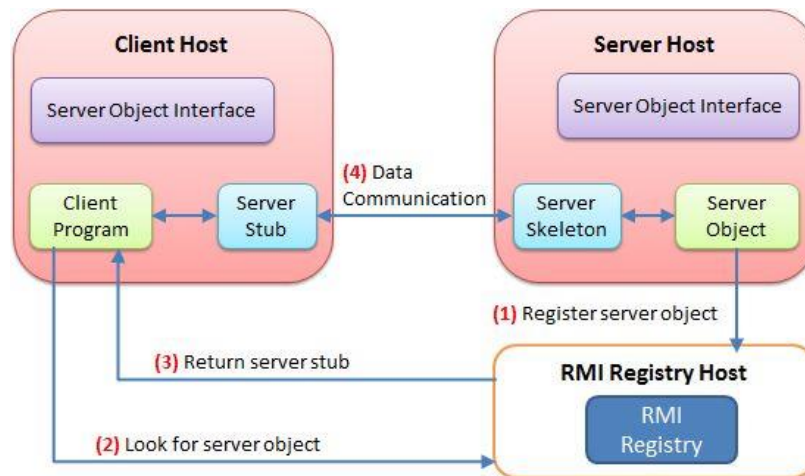 Client Host
Server Object Interface
Client
Program
Server
Stub
(4) Data
Communication
Server Host
Server Object Interface
Server
Skeleton
Server
Object
(1) Register server object
(3) Return server stub
(2) Look for server object
RMI Registry Host
RMI
Registry